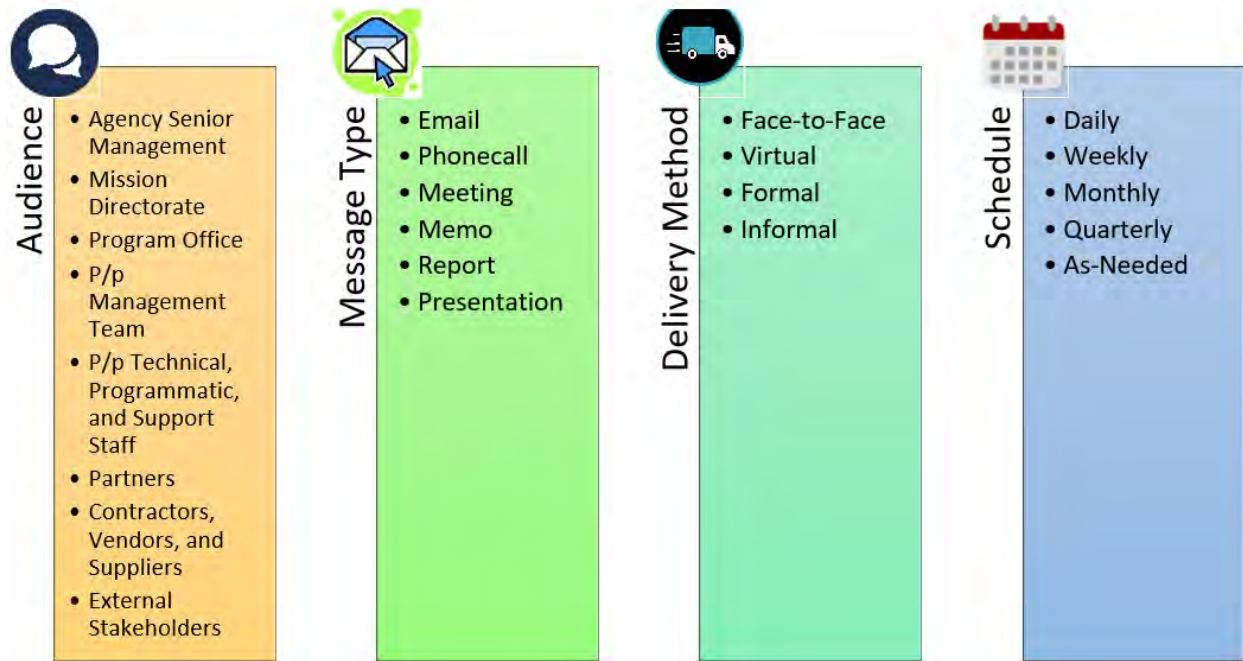 Audience
• Agency Senior
Management
• Mission
Directorate
• Program Office
• P/p
Management
Team
• P/p Technical,
Programmatic,
and Support
Staff
• Partners
• Contractors,
Vendors, and
Suppliers
• External
Stakeholders
Message Type
• Email
• Phonecall
• Meeting
• Memo
• Report
• Presentation
Delivery Method
• Face-to-Face
• Virtual
• Formal
• Informal
Schedule
• Daily
• Weekly
• Monthly
• Quarterly
• As-Needed